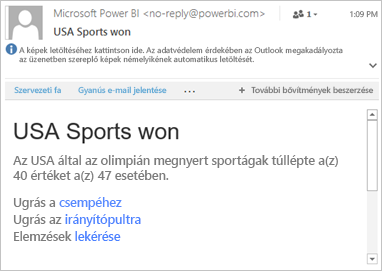 Microsoft Power BI <no-reply@powerbi.com> 1 1:09 PM
USA Sports won
A képek letöltéséhez kattintson ide. Az adatvédelem érdekében az Outlook megakadályozta
az üzenetben szereplő képek némelyikének automatikus letöltését.
Szervezeti fa Gyanús e-mail jelentése ... + További bővítmények beszerzése
USA Sports won
Az USA által az olimpián megnyert sportágak túllépte a(z)
40 értéket a(z) 47 esetében.
Ugrás a csempéhez
Ugrás az irányítópultra
Elemzések lekérése